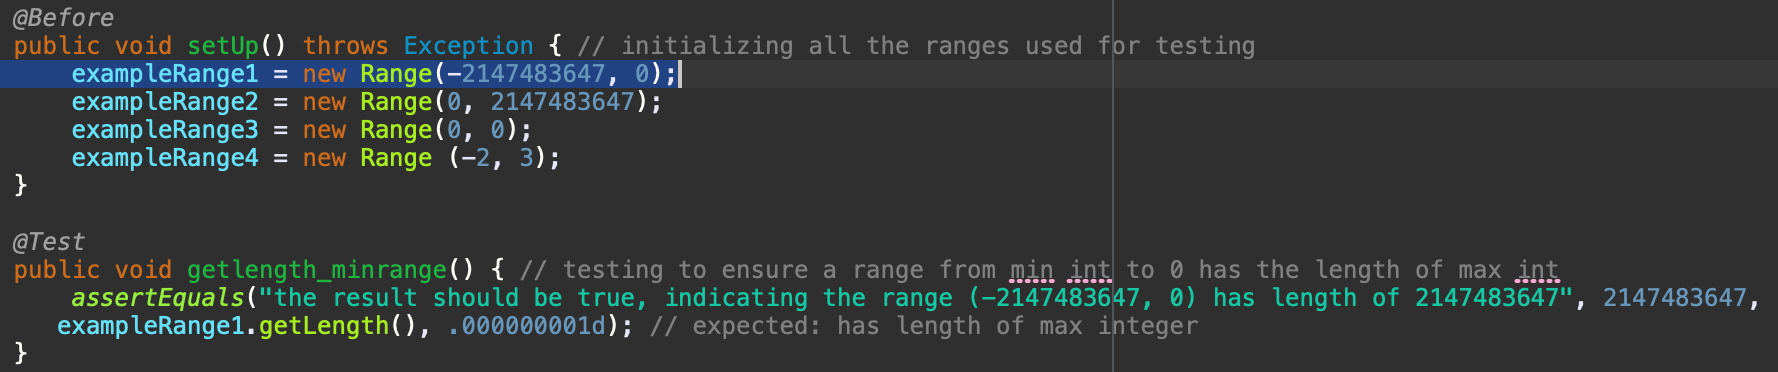 @Before
public void setUp() throws Exception { // initializing all the ranges used for testing
exampleRange1 = new Range(-2147483647, 0);
exampleRange2 = new Range(0, 2147483647);
exampleRange3 = new Range(0, 0);
exampleRange4 = new Range (-2, 3);
}
@Test
public void getlength_minrange() { // testing to ensure a range from min int to 0 has the length of max int
assertEquals("the result should be true, indicating the range (-2147483647, 0) has length of 2147483647", 2147483647,
exampleRange1.getLength(), .000000001d); // expected: has length of max integer
}